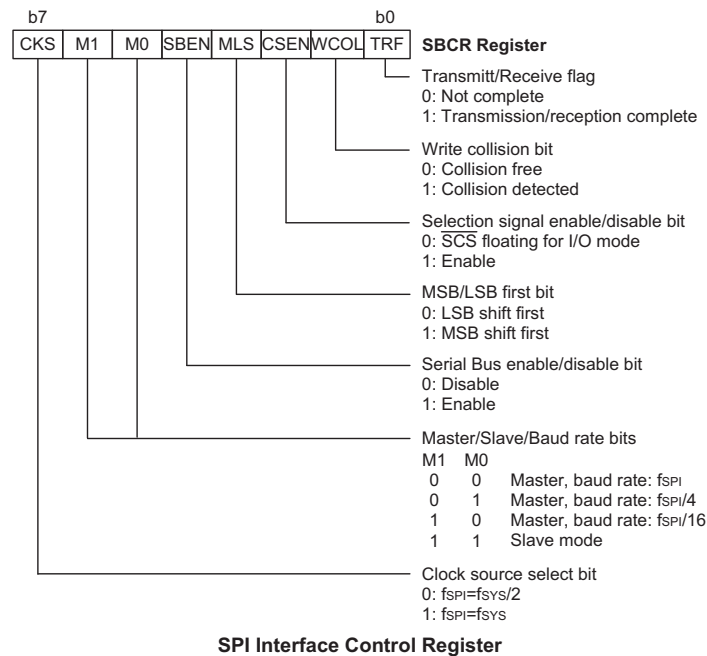 b7 b0
CKS M1 M0 SBEN MLS CSEN WCOL TRF SBCR Register
Transmitt/Receive flag
0: Not complete
1: Transmission/reception complete
Write collision bit
0: Collision free
1: Collision detected
Selection signal enable/disable bit
0: S̅C̅S̅ floating for I/O mode
1: Enable
MSB/LSB first bit
0: LSB shift first
1: MSB shift first
Serial Bus enable/disable bit
0: Disable
1: Enable
Master/Slave/Baud rate bits
M1 M0
0 0 Master, baud rate: fSPI
0 1 Master, baud rate: fSPI/4
1 0 Master, baud rate: fSPI/16
1 1 Slave mode
Clock source select bit
0: fSPI=fSYS/2
1: fSPI=fSYS
SPI Interface Control Register